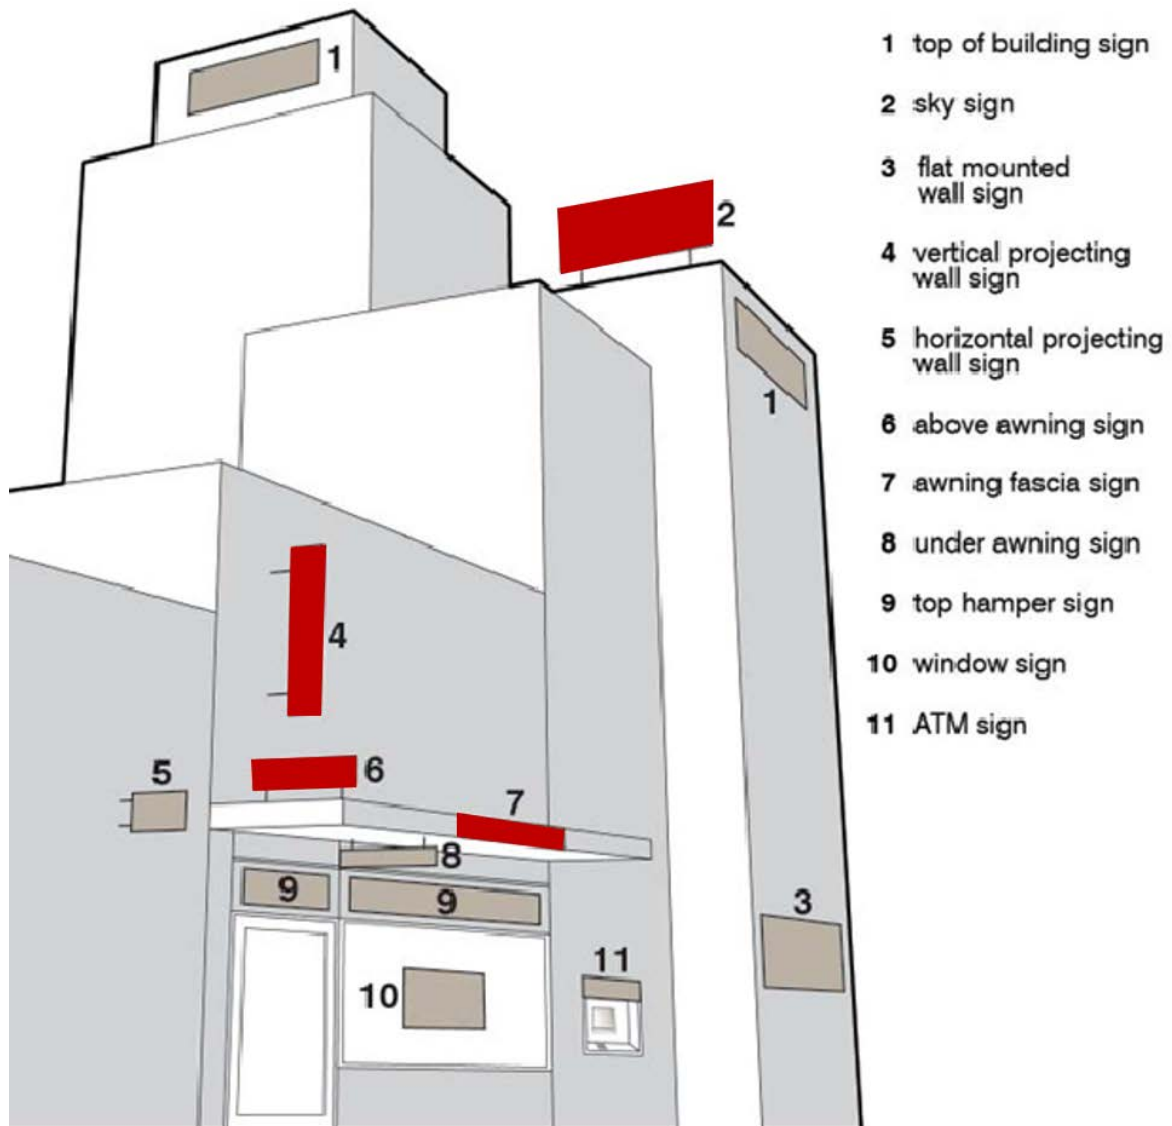 1
1 top of building sign
2 sky sign
3 flat mounted
wall sign
2
4 vertical projecting
wall sign
5 horizontal projecting
wall sign
1
6 above awning sign
7 awning fascia sign
8 under awning sign
9 top hamper sign
4
10 window sign
11 ATM sign
5
6
7
8
9
9
3
11
10